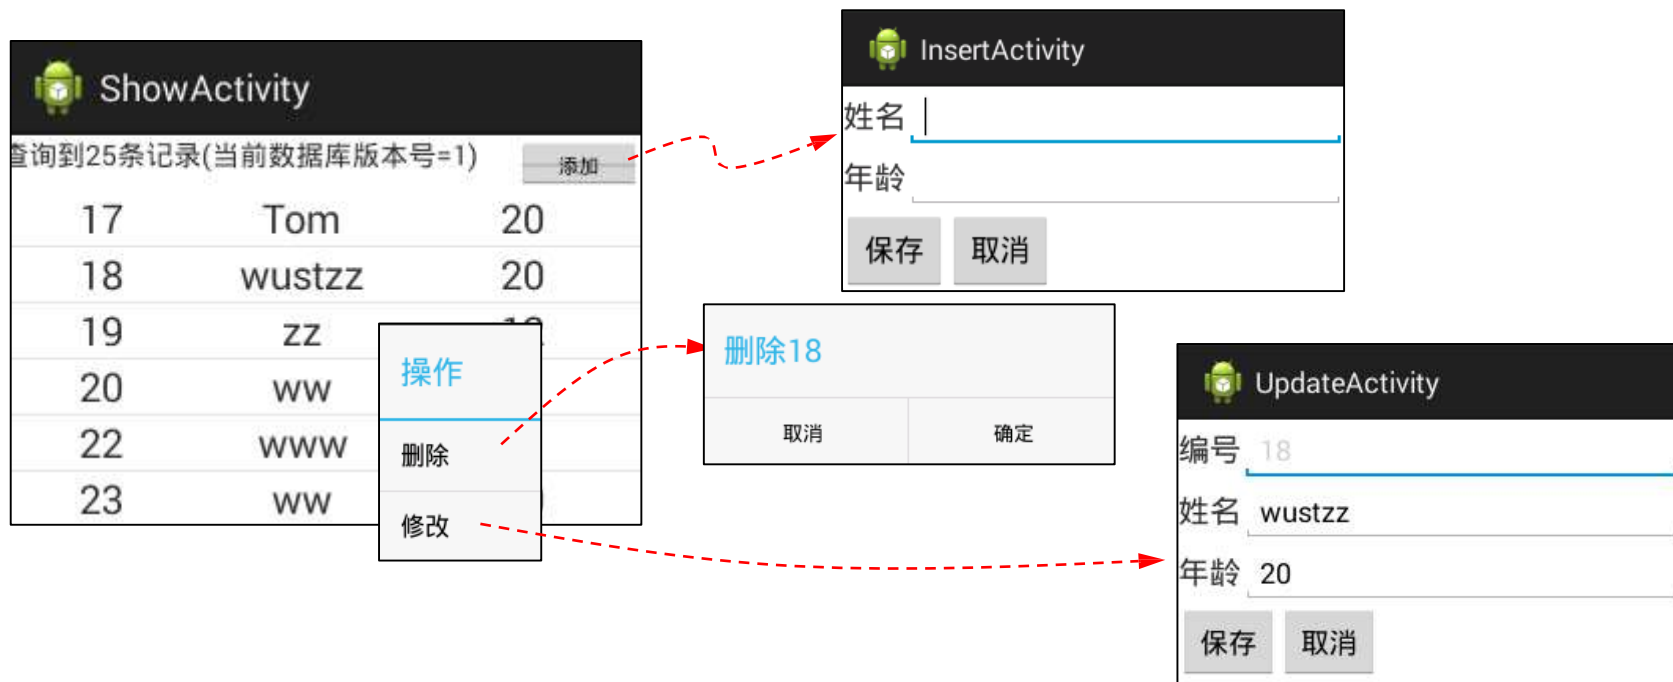 ShowActivity
查询到25条记录(当前数据库版本号=1)
添加
17 Tom 20
18 wustzz 20
19 zz
20 ww
22 www
23 ww
操作
删除
修改
InsertActivity
姓名
年龄
保存 取消
删除18
取消 确定
UpdateActivity
编号 18
姓名 wustzz
年龄 20
保存 取消